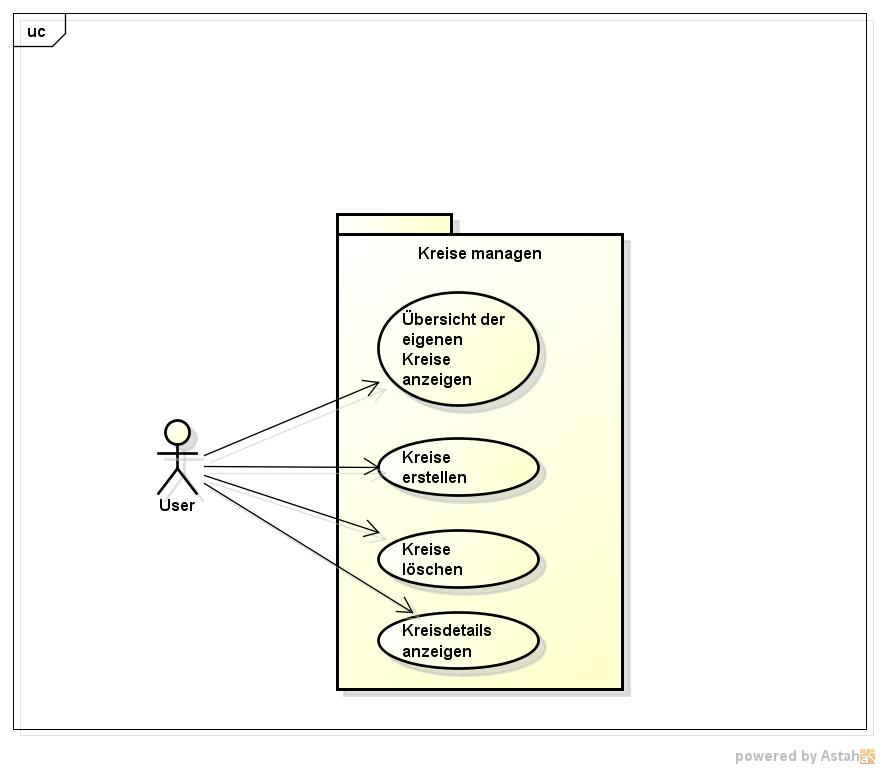 uc
Kreise managen
Übersicht der
eigenen
Kreise
anzeigen
Kreise
erstellen
User
Kreise
löschen
Kreisdetails
anzeigen
powered by Astah